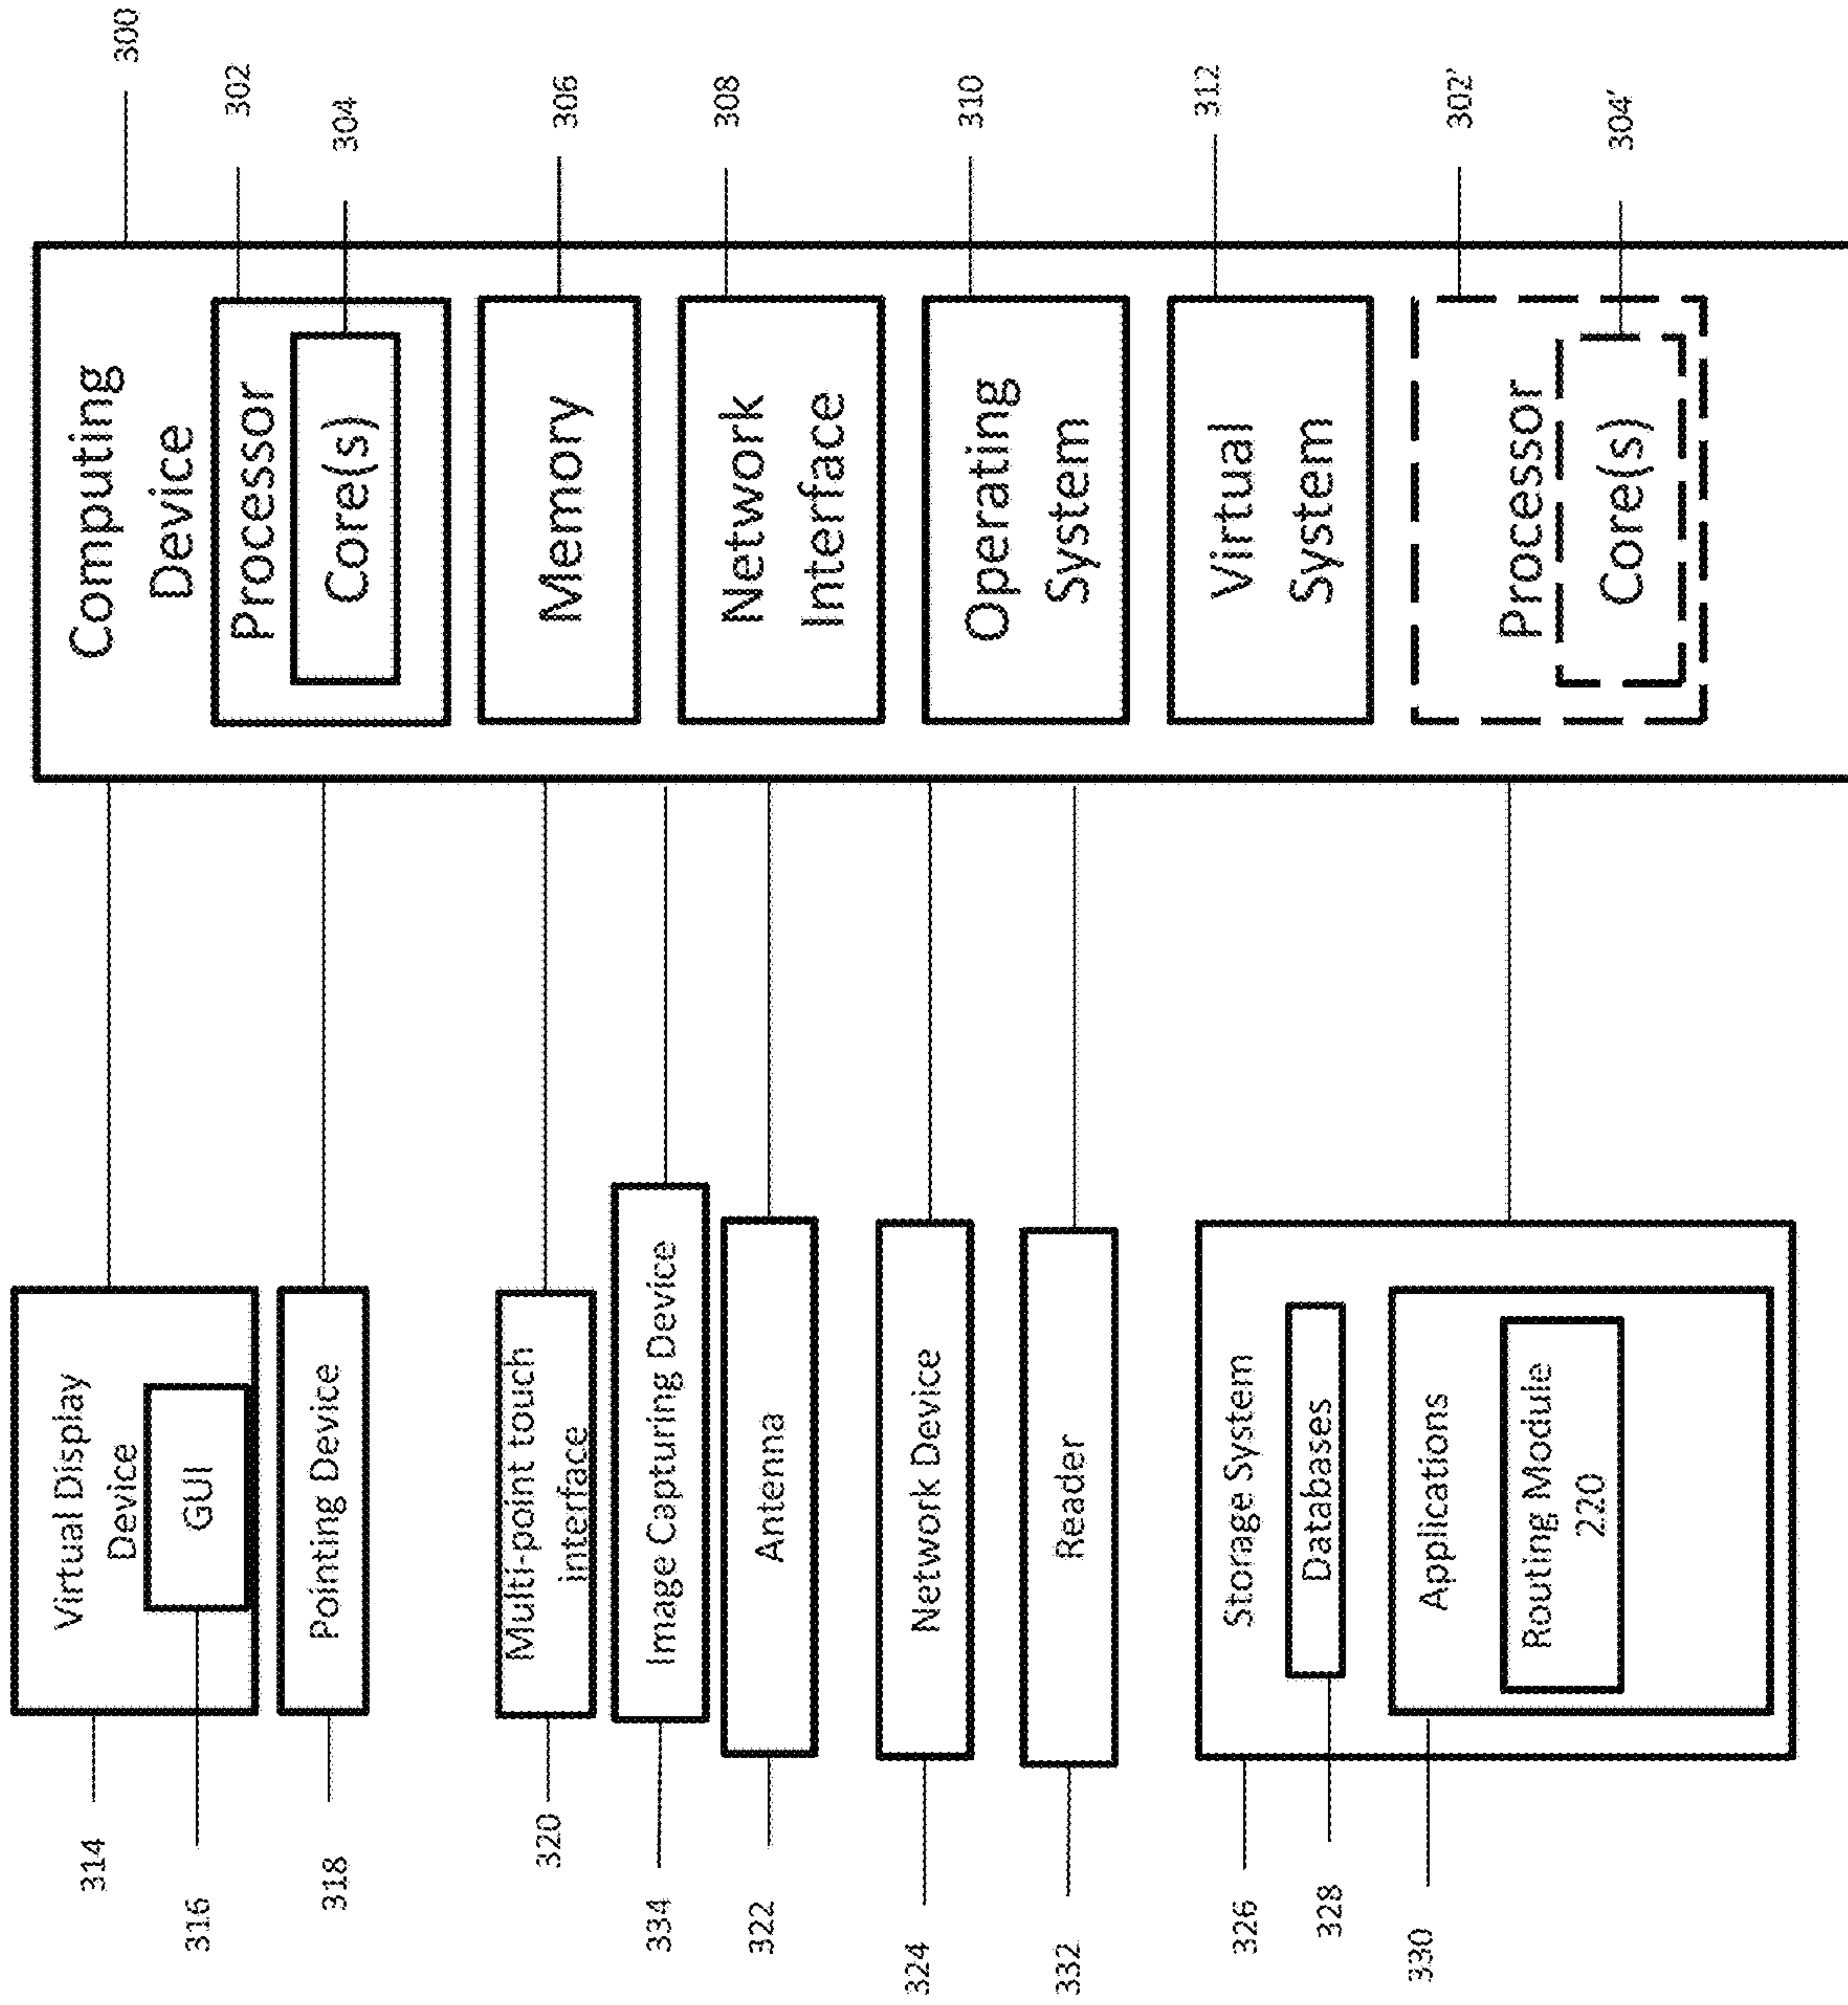 314
316
Virtual Display
Device
GUI
318
Pointing Device
320
Multi-point touch
interface
334
Image Capturing Device
322
Antenna
324
Network Device
332
Reader
326
Storage System
328
Databases
330
Applications
Routing Module
220
300
Computing
Device
302
Processor
304
Core(s)
306
Memory
308
Network
Interface
310
Operating
System
312
Virtual
System
302'
Processor
304'
Core(s)